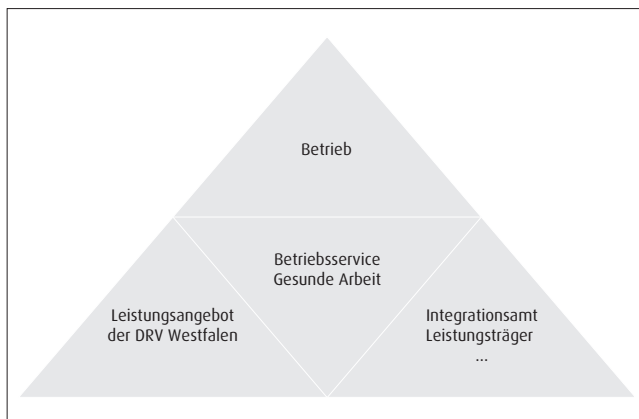 Betrieb
Betriebsservice
Gesunde Arbeit
Leistungsangebot
der DRV Westfalen
Integrationsamt
Leistungsträger
...